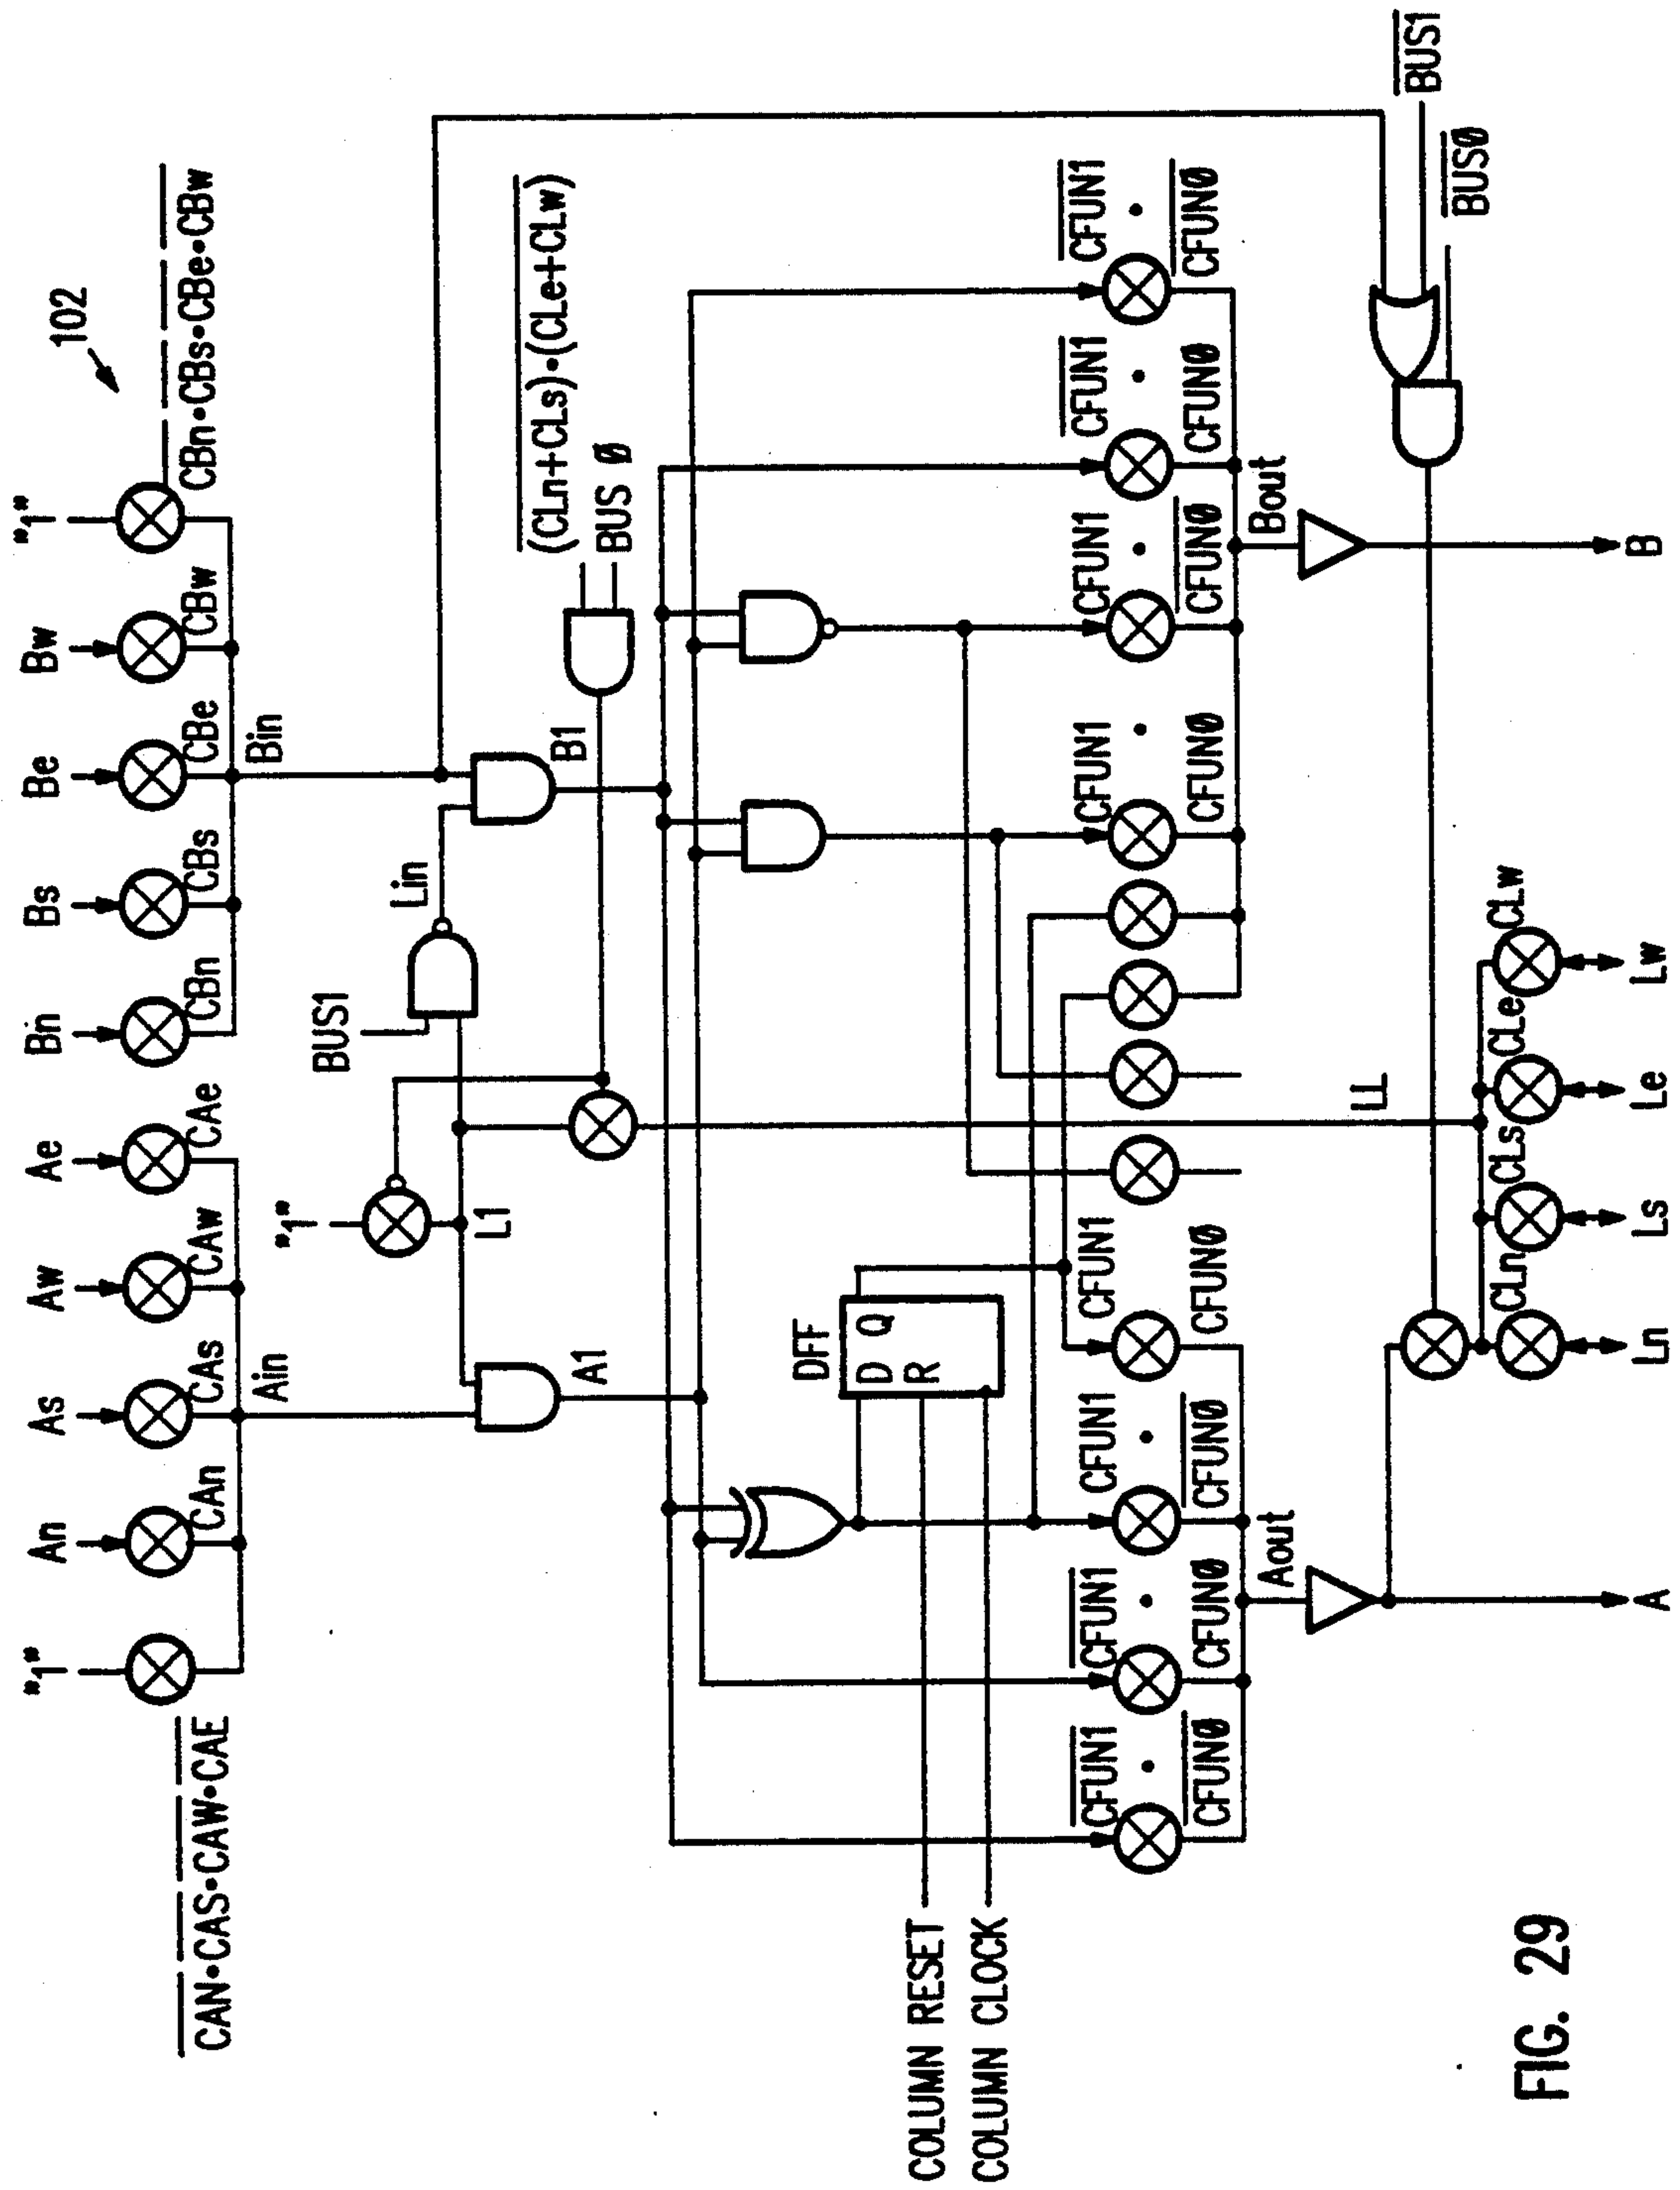 "1"
An
As
Aw
Ae
Bn
Bs
Be
Bw
"1"
102
CAN•CAS•CAW•CAE
CAn
CAs
CAw
CAe
CBn
CBs
CBe
CBw
CBn•CBs•CBe•CBw
Ain
Bin
"1"
BUS1
Lin
L1
A1
B1
(CLn+CLs)•(CLe+CLw)
BUS Ø
DFF
D Q
R
COLUMN RESET
COLUMN CLOCK
CFUN1
•
CFUNØ
CFUN1
•
CFUNØ
CFUN1
•
CFUNØ
CFUN1
CFUNØ
CFUN1
•
CFUNØ
CFUN1
•
CFUNØ
CFUN1
•
CFUNØ
CFUN1
•
CFUNØ
Aout
Bout
LL
BUS1
BUSØ
CLn
CLs
CLe
CLw
A
Ln
Ls
Le
Lw
B
FIG. 29